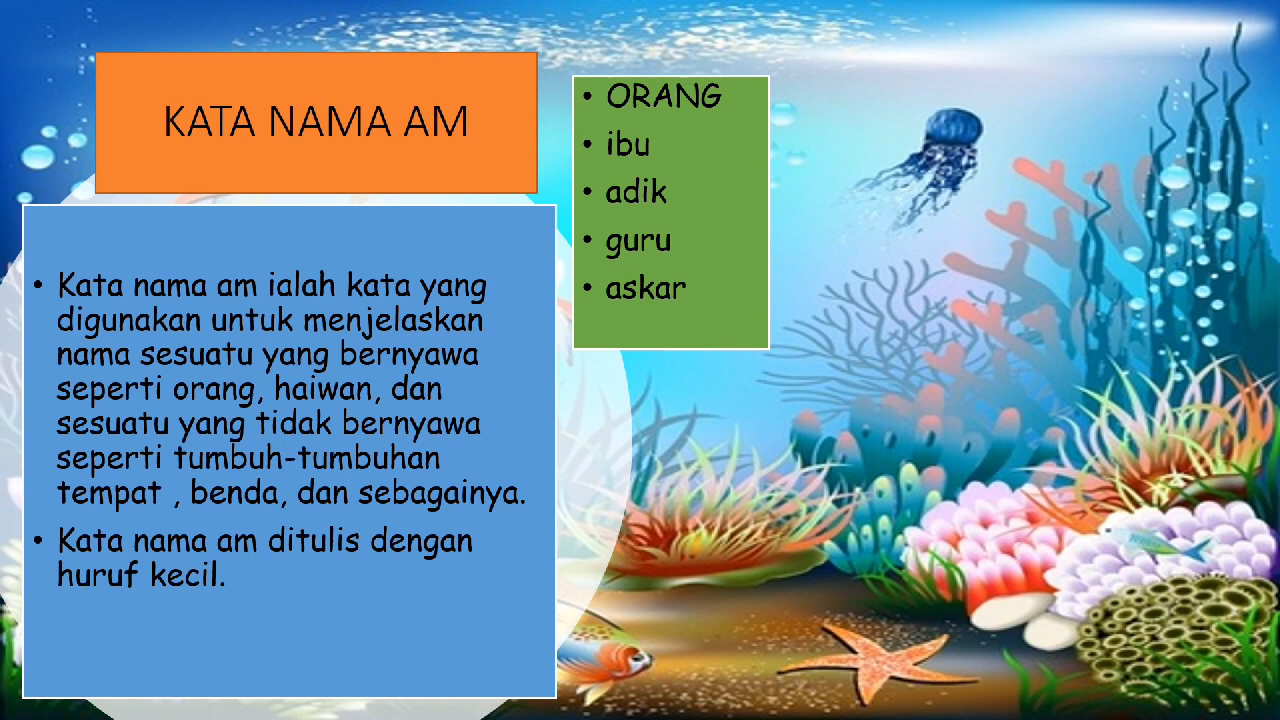 KATA NAMA AM
• Kata nama am ialah kata yang
digunakan untuk menjelaskan
nama sesuatu yang bernyawa
seperti orang, haiwan, dan
sesuatu yang tidak bernyawa
seperti tumbuh-tumbuhan
tempat , benda, dan sebagainya.
• Kata nama am ditulis dengan
huruf kecil.
• ORANG
• ibu
• adik
• guru
• askar